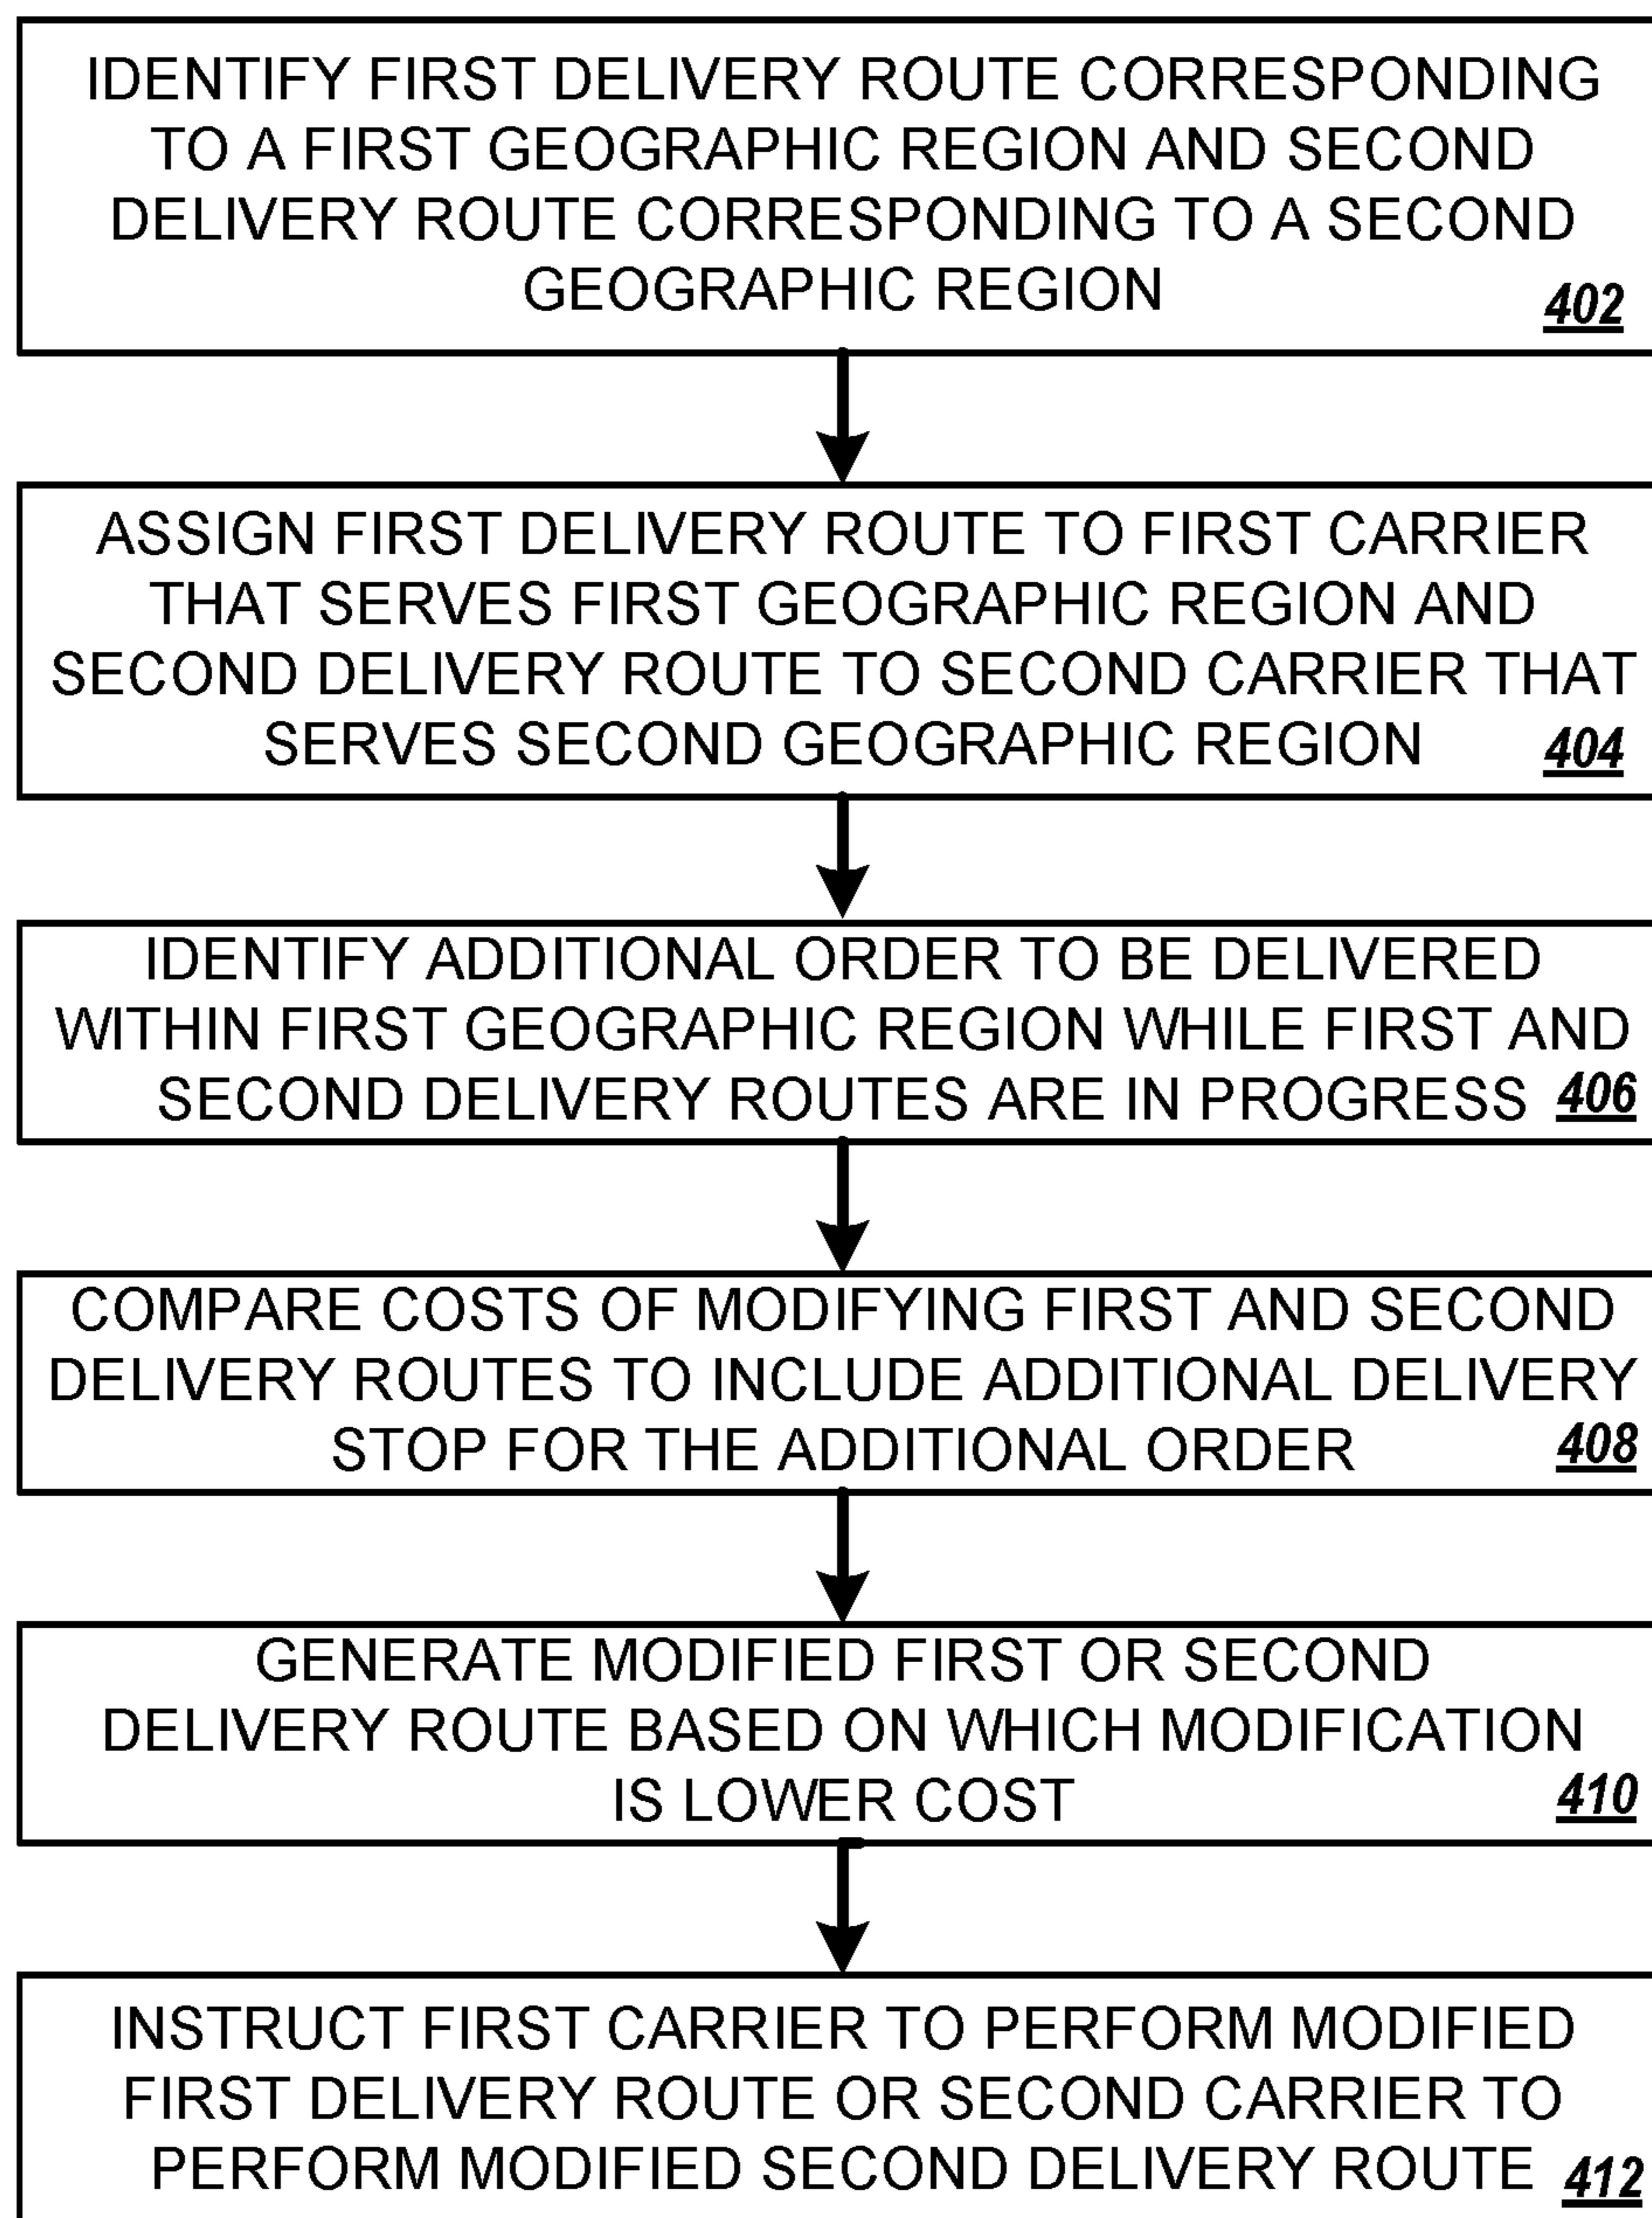 IDENTIFY FIRST DELIVERY ROUTE CORRESPONDING
TO A FIRST GEOGRAPHIC REGION AND SECOND
DELIVERY ROUTE CORRESPONDING TO A SECOND
GEOGRAPHIC REGION 402
ASSIGN FIRST DELIVERY ROUTE TO FIRST CARRIER
THAT SERVES FIRST GEOGRAPHIC REGION AND
SECOND DELIVERY ROUTE TO SECOND CARRIER THAT
SERVES SECOND GEOGRAPHIC REGION 404
IDENTIFY ADDITIONAL ORDER TO BE DELIVERED
WITHIN FIRST GEOGRAPHIC REGION WHILE FIRST AND
SECOND DELIVERY ROUTES ARE IN PROGRESS 406
COMPARE COSTS OF MODIFYING FIRST AND SECOND
DELIVERY ROUTES TO INCLUDE ADDITIONAL DELIVERY
STOP FOR THE ADDITIONAL ORDER 408
GENERATE MODIFIED FIRST OR SECOND
DELIVERY ROUTE BASED ON WHICH MODIFICATION
IS LOWER COST 410
INSTRUCT FIRST CARRIER TO PERFORM MODIFIED
FIRST DELIVERY ROUTE OR SECOND CARRIER TO
PERFORM MODIFIED SECOND DELIVERY ROUTE 412